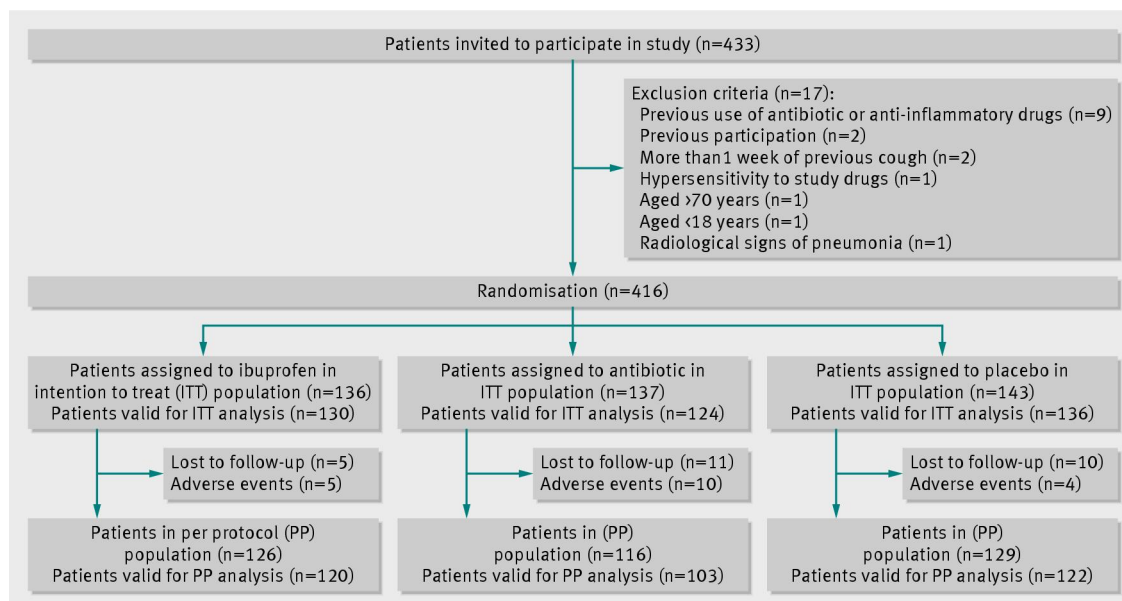 Patients invited to participate in study (n=433)
Exclusion criteria (n=17):
Previous use of antibiotic or anti-inflammatory drugs (n=9)
Previous participation (n=2)
More than1 week of previous cough (n=2)
Hypersensitivity to study drugs (n=1)
Aged >70 years (n=1)
Aged <18 years (n=1)
Radiological signs of pneumonia (n=1)
Randomisation (n=416)
Patients assigned to ibuprofen in
intention to treat (ITT) population (n=136)
Patients valid for ITT analysis (n=130)
Patients assigned to antibiotic in
ITT population (n=137)
Patients valid for ITT analysis (n=124)
Patients assigned to placebo in
ITT population (n=143)
Patients valid for ITT analysis (n=136)
Lost to follow-up (n=5)
Adverse events (n=5)
Lost to follow-up (n=11)
Adverse events (n=10)
Lost to follow-up (n=10)
Adverse events (n=4)
Patients in per protocol (PP)
population (n=126)
Patients valid for PP analysis (n=120)
Patients in (PP)
population (n=116)
Patients valid for PP analysis (n=103)
Patients in (PP)
population (n=129)
Patients valid for PP analysis (n=122)